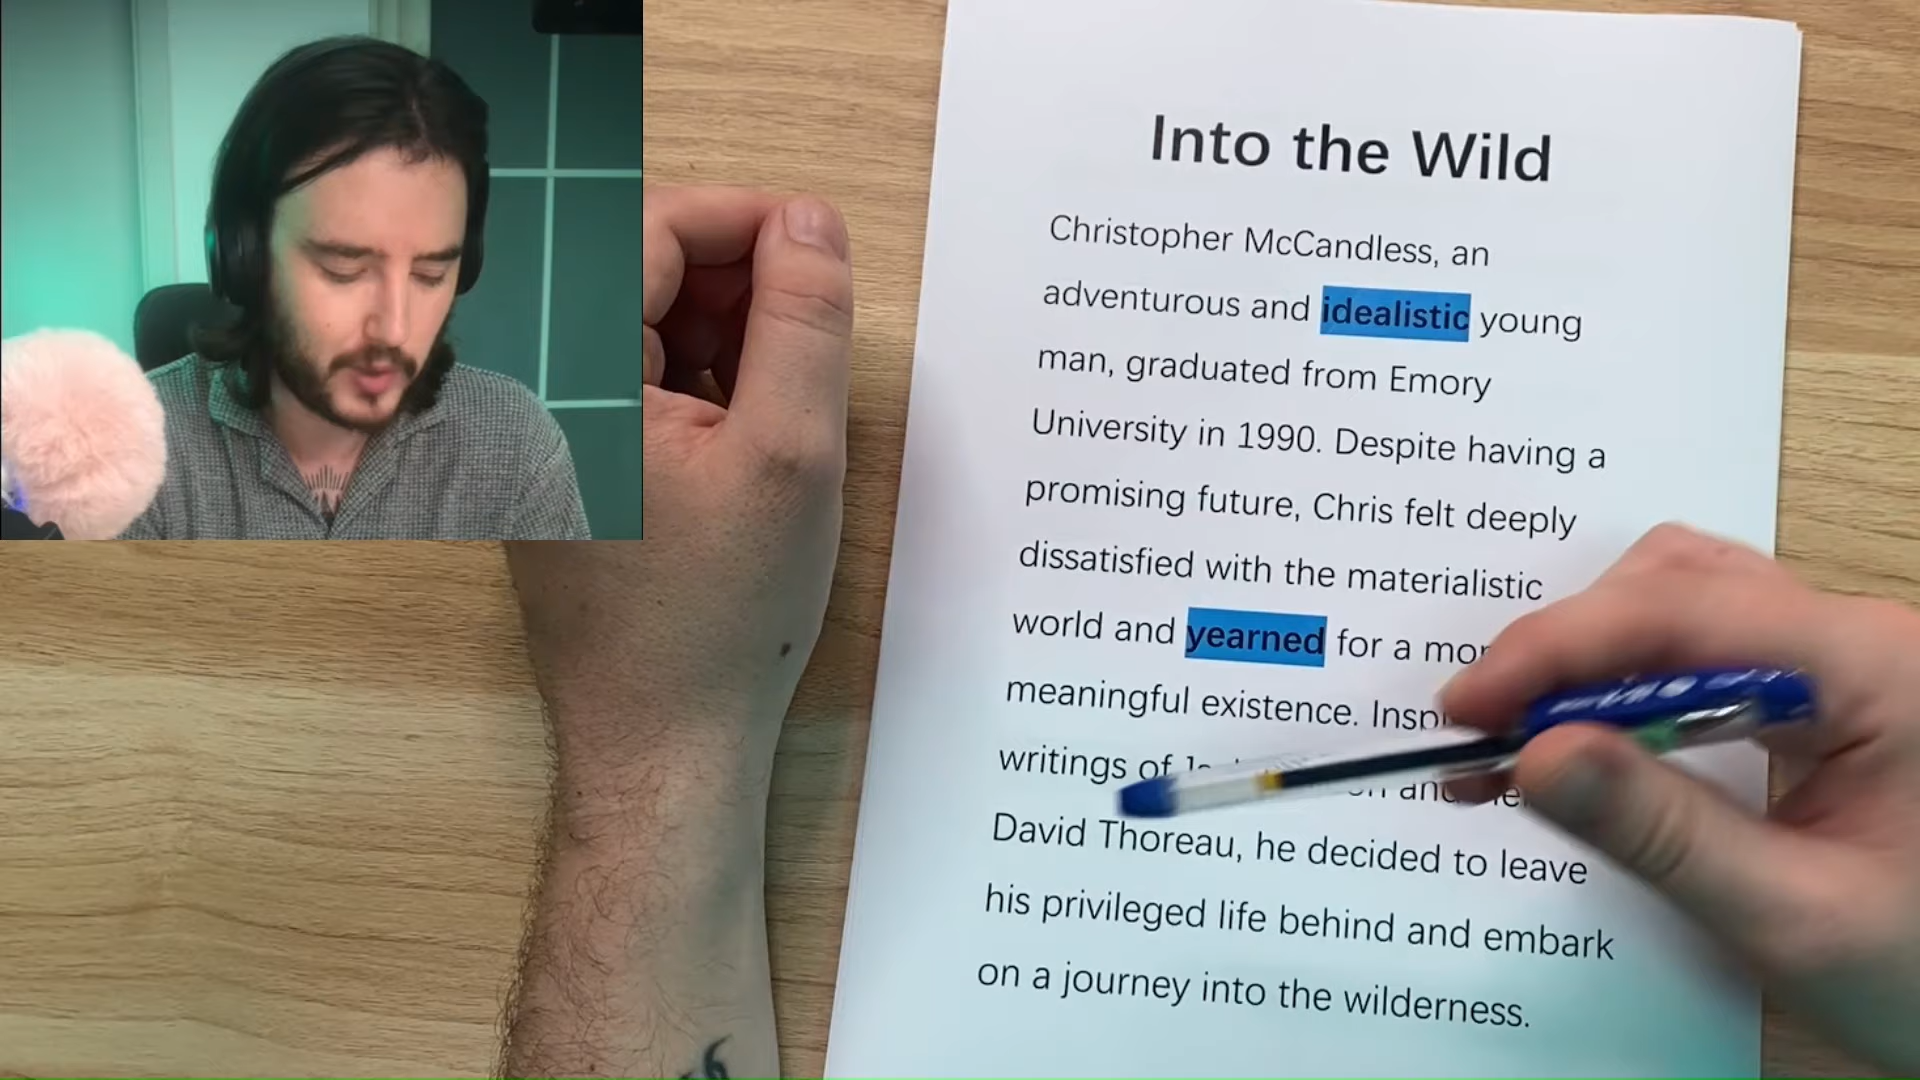 Into the Wild
Christopher McCandless, an
adventurous and idealistic young
man, graduated from Emory
University in 1990. Despite having a
promising future, Chris felt deeply
dissatisfied with the materialistic
world and yearned for a
meaningful existence.
writings of and
David Thoreau, he decided to leave
his privileged life behind and embark
on a journey into the wilderness.